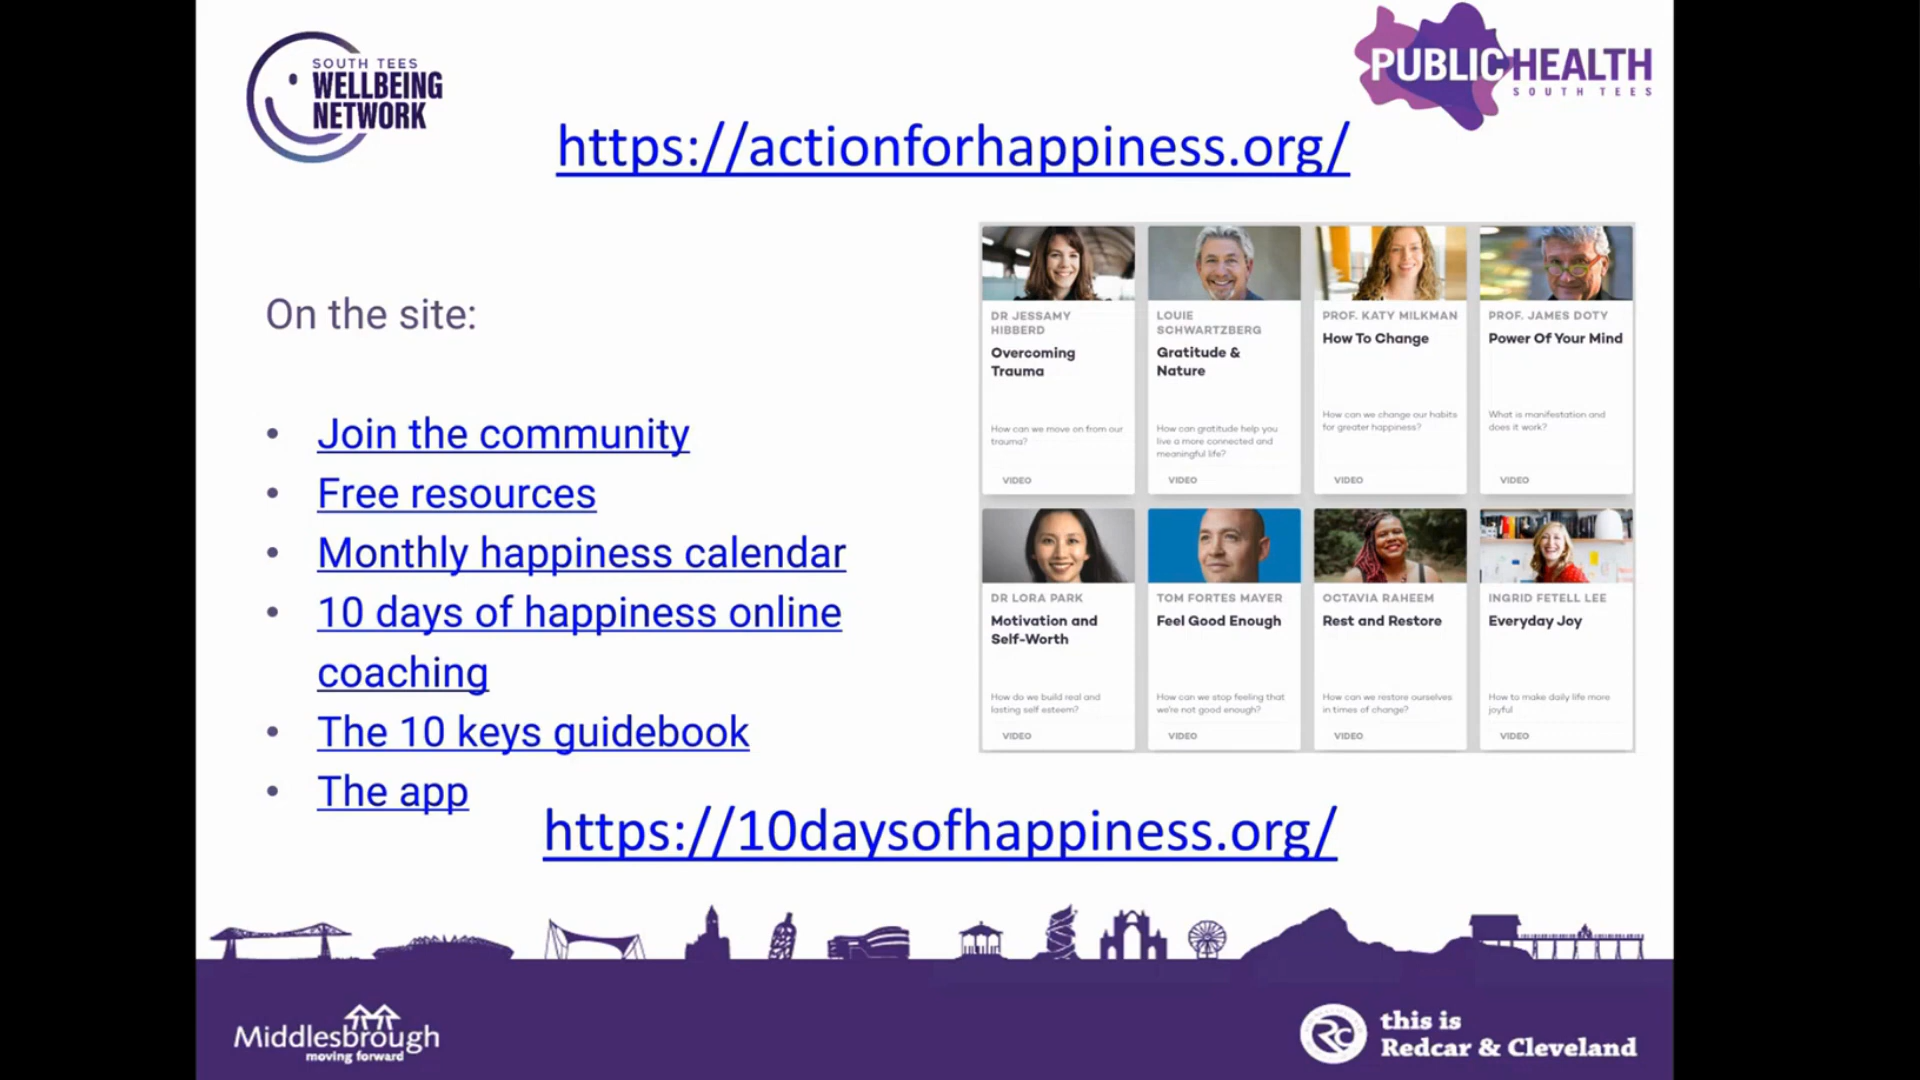 SOUTH TEES
WELLBEING
NETWORK
PUBLIC HEALTH
SOUTH TEES
https://actionforhappiness.org/
On the site:
• Join the community
• Free resources
• Monthly happiness calendar
• 10 days of happiness online
coaching
• The 10 keys guidebook
• The app
DR JESSAMY
HIBBERD
Overcoming
Trauma
How can we move on from our
trauma?
VIDEO
LOUIE
SCHWARTZBERG
Gratitude &
Nature
How can gratitude help you
live a more connected and
meaningful life?
VIDEO
PROF. KATY MILKMAN
How To Change
How can we change our habits
for greater happiness?
VIDEO
PROF. JAMES DOTY
Power Of Your Mind
What is manifestation and
does it work?
VIDEO
DR LORA PARK
Motivation and
Self-Worth
How do we build real and
lasting self esteem?
VIDEO
TOM FORTES MAYER
Feel Good Enough
How can we stop feeling that
we're not good enough?
VIDEO
OCTAVIA RAHEEM
Rest and Restore
How can we restore ourselves
in times of change?
VIDEO
INGRID FETELL LEE
Everyday Joy
How to make daily life more
joyful
VIDEO
https://10daysofhappiness.org/
Middlesbrough
moving forward
RC
this is
Redcar & Cleveland